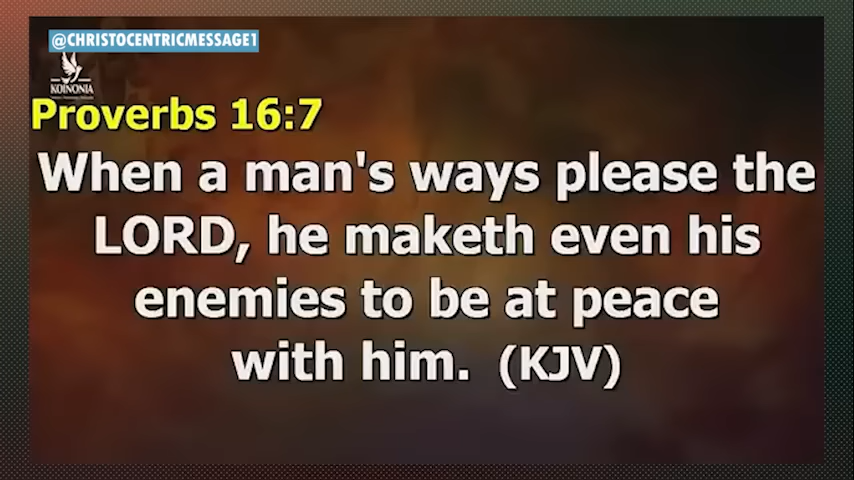 @CHRISTOCENTRICMESSAGE1
KOINONIA
Proverbs 16:7
When a man's ways please the
LORD, he maketh even his
enemies to be at peace
with him. (KJV)